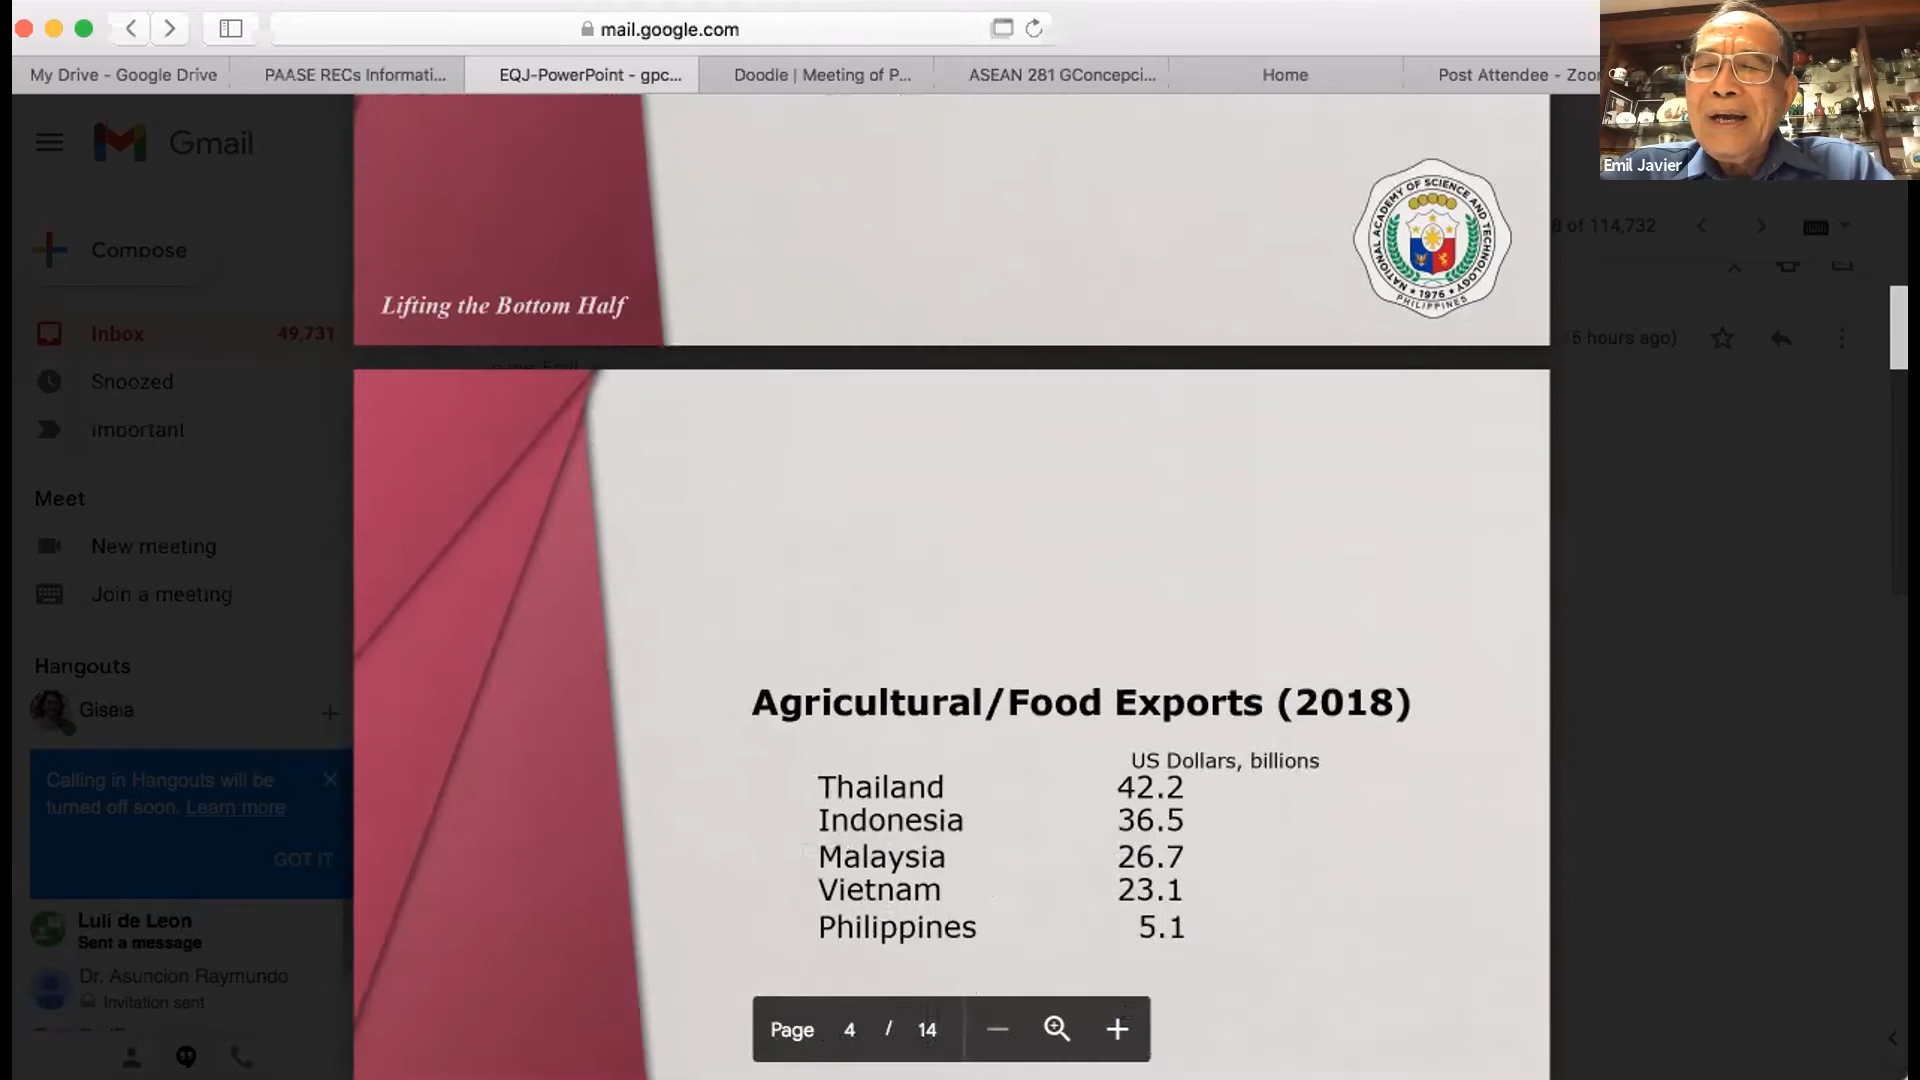 mail.google.com
My Drive - Google Drive
PAASE RECs Informati...
EQJ-PowerPoint - gpc...
Doodle | Meeting of P...
ASEAN 281 GConcepci...
Home
Post Attendee - Zoo
Emil Javier
Gmail
Compose
of 114,732
Inbox 49,731
Snoozed
Important
5 hours ago)
Meet
New meeting
Join a meeting
Hangouts
Gisela
Calling in Hangouts will be
turned off soon. Learn more
GOT IT
Luli de Leon
Sent a message
Dr. Asuncion Raymundo
Invitation sent
Lifting the Bottom Half
NATIONAL ACADEMY OF SCIENCE AND TECHNOLOGY
1976
PHILIPPINES
Agricultural/Food Exports (2018)
US Dollars, billions
Thailand 42.2
Indonesia 36.5
Malaysia 26.7
Vietnam 23.1
Philippines 5.1
Page 4 / 14